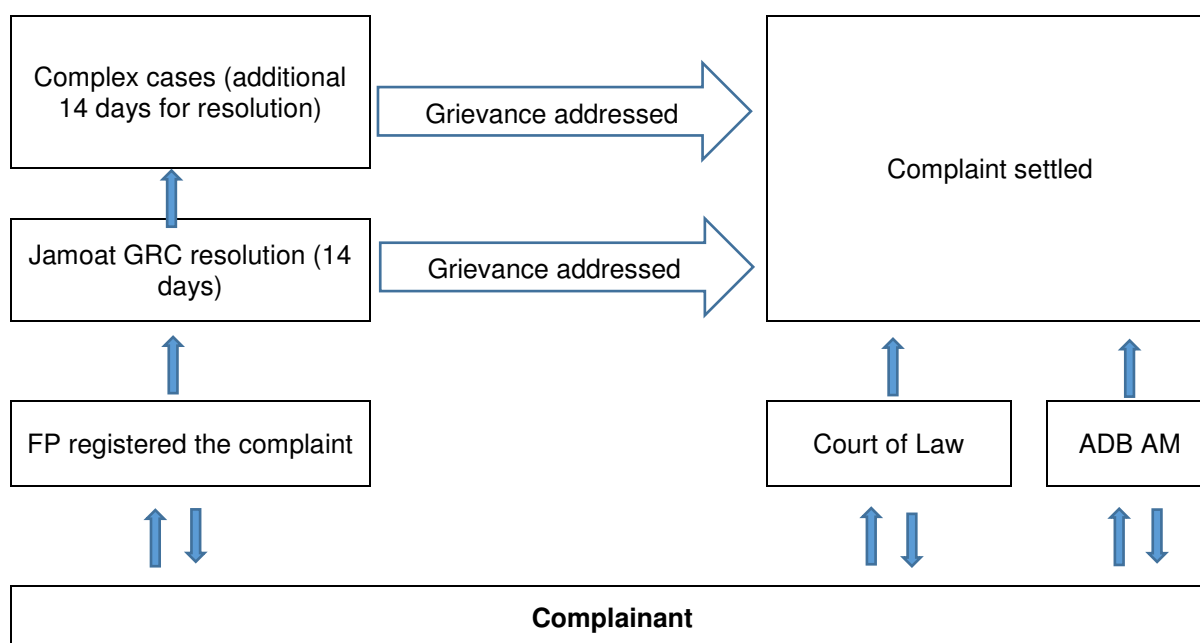 Complex cases (additional
14 days for resolution)
Grievance addressed
Complaint settled
Jamoat GRC resolution (14
days)
Grievance addressed
FP registered the complaint
Court of Law
ADB AM
Complainant